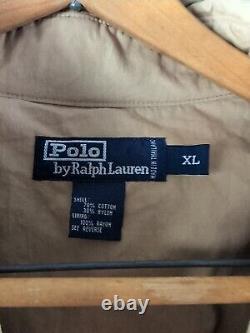 Polo
by Ralph Lauren
XL
SHELL:
70% COTTON
30% NYLON
LINING:
100% RAYON
SEE REVERSE